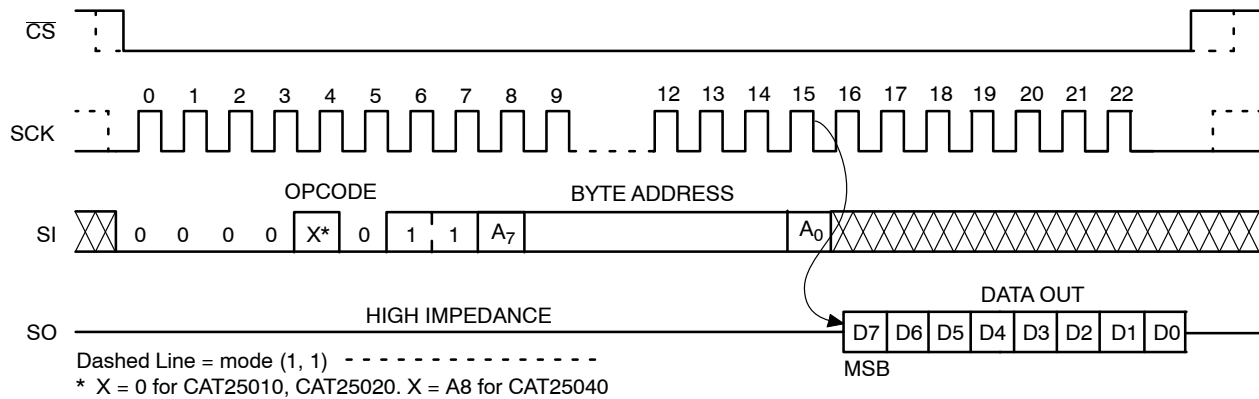 CS
SCK
0 1 2 3 4 5 6 7 8 9 12 13 14 15 16 17 18 19 20 21 22
OPCODE
BYTE ADDRESS
SI
0 0 0 0 X* 0 1 1 A7 A0
DATA OUT
HIGH IMPEDANCE
SO
D7 D6 D5 D4 D3 D2 D1 D0
MSB
Dashed Line = mode (1, 1)
* X = 0 for CAT25010, CAT25020. X = A8 for CAT25040